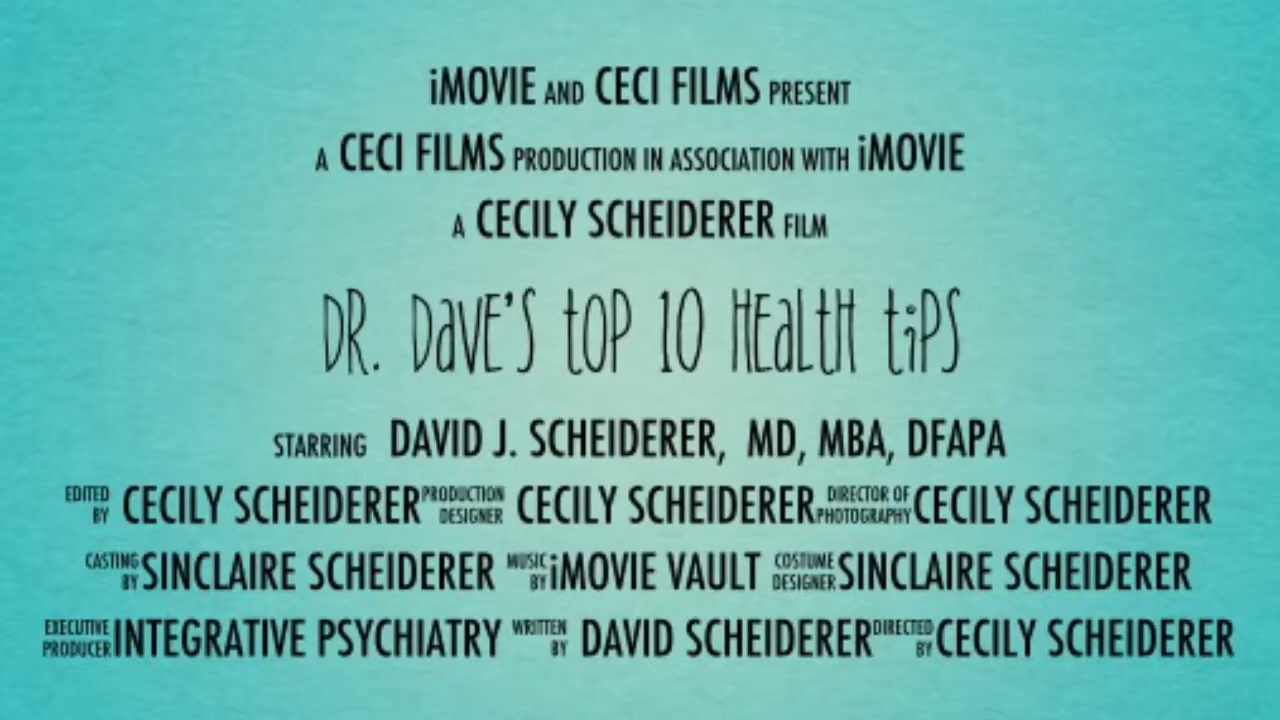 iMOVIE AND CECI FILMS PRESENT
A CECI FILMS PRODUCTION IN ASSOCIATION WITH iMOVIE
A CECILY SCHEIDERER FILM
DR. DaVE'S tOP 10 HEaLtH tiPS
STARRING DAVID J. SCHEIDERER, MD, MBA, DFAPA
EDITED BY CECILY SCHEIDERER PRODUCTION DESIGNER CECILY SCHEIDERER DIRECTOR OF PHOTOGRAPHY CECILY SCHEIDERER
CASTING BY SINCLAIRE SCHEIDERER MUSIC BY iMOVIE VAULT COSTUME DESIGNER SINCLAIRE SCHEIDERER
EXECUTIVE PRODUCER INTEGRATIVE PSYCHIATRY WRITTEN BY DAVID SCHEIDERER DIRECTED BY CECILY SCHEIDERER